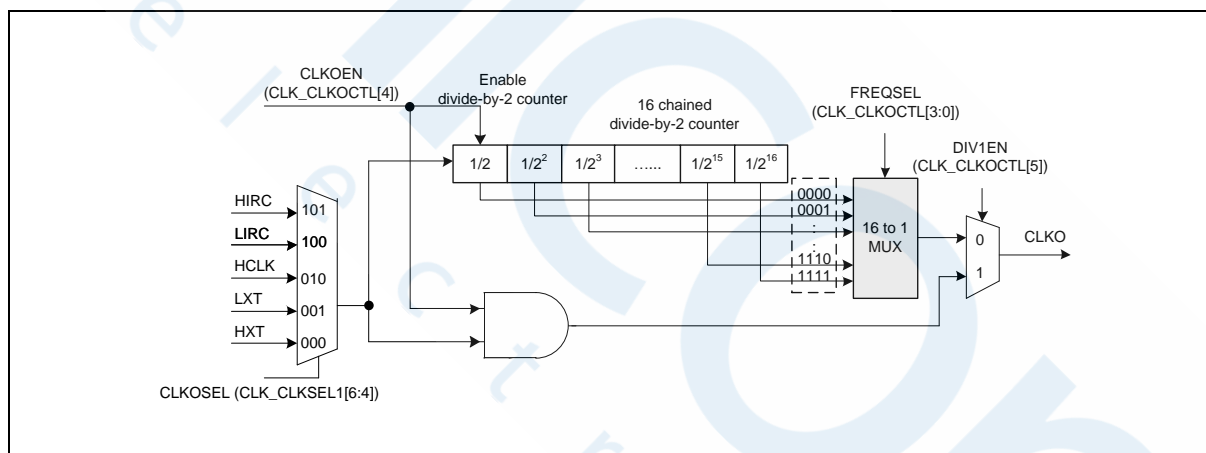 CLKOEN
(CLK_CLKOCTL[4])
Enable
divide-by-2 counter
16 chained
divide-by-2 counter
FREQSEL
(CLK_CLKOCTL[3:0])
DIV1EN
(CLK_CLKOCTL[5])
1/2
1/2²
1/2³
…...
1/2¹⁵
1/2¹⁶
0000
0001
:
:
1110
1111
16 to 1
MUX
0
1
CLKO
HIRC
101
LIRC
100
HCLK
010
LXT
001
HXT
000
CLKOSEL (CLK_CLKSEL1[6:4])